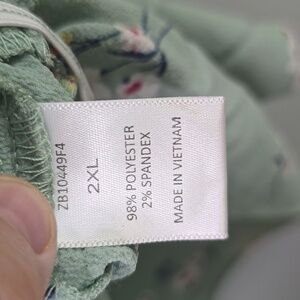 ZB10449F4
2XL
98% POLYESTER
2% SPANDEX
MADE IN VIETNAM